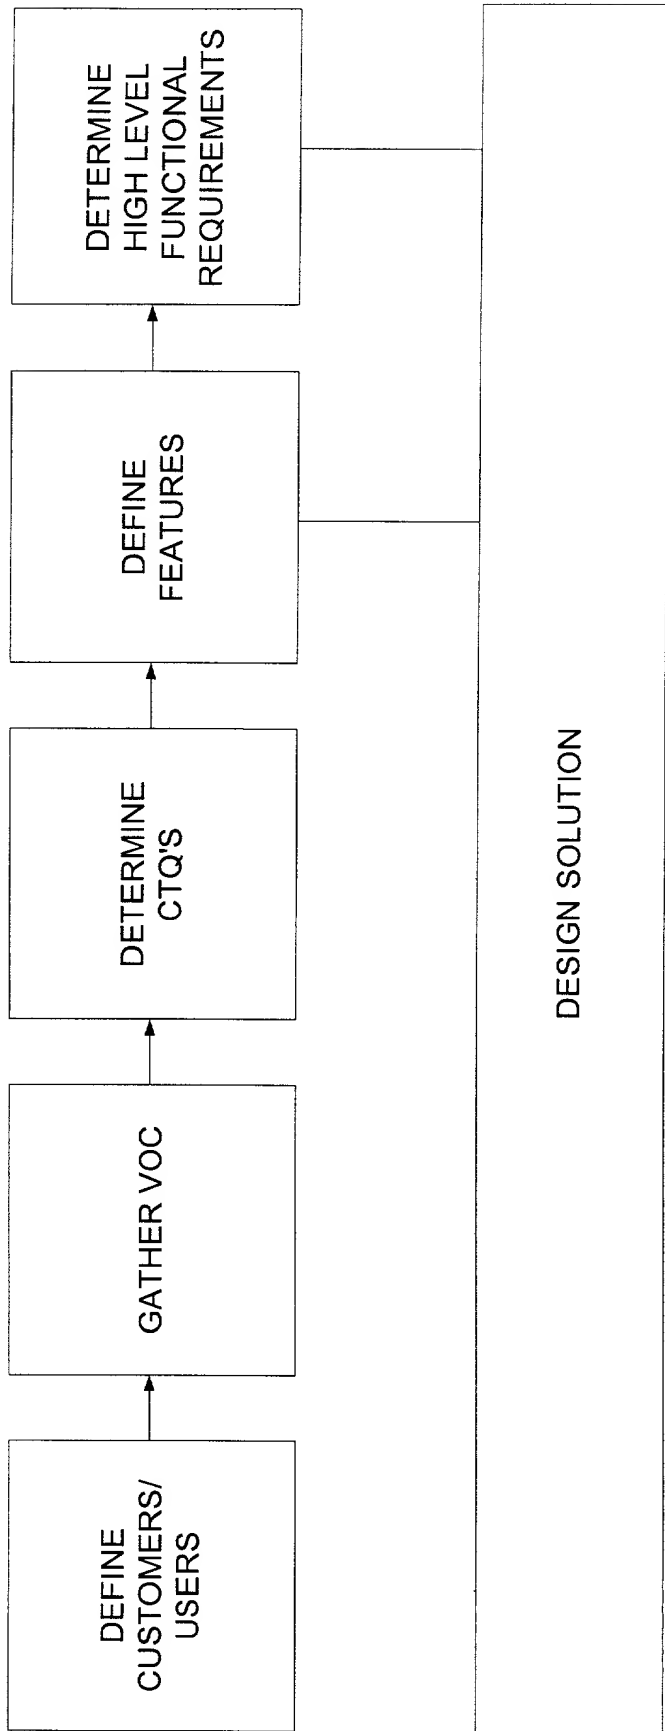 DEFINE
CUSTOMERS/
USERS
GATHER VOC
DETERMINE
CTQ'S
DEFINE
FEATURES
DETERMINE
HIGH LEVEL
FUNCTIONAL
REQUIREMENTS
DESIGN SOLUTION